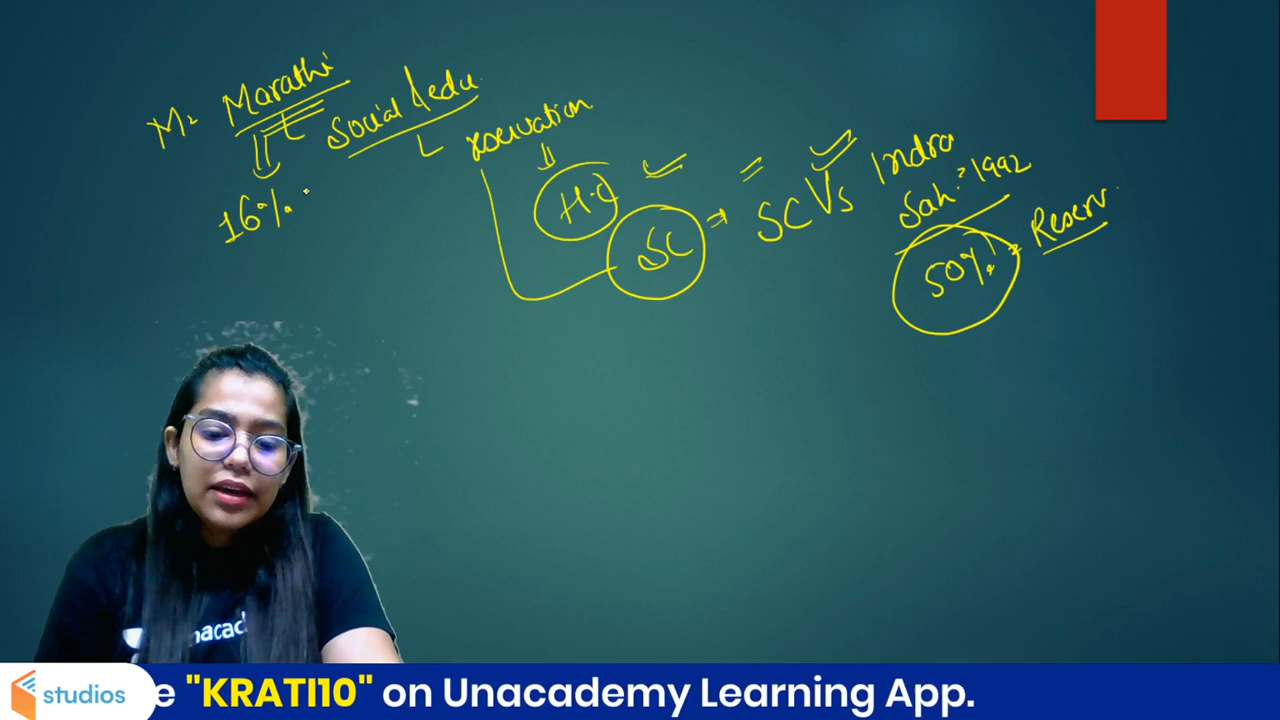 Marathi
Social & edu
reservation
16%
H.C
SC
SC Vs Indra
Sah. 1992
50%
Reserv
nacad
studios
e "KRATI10" on Unacademy Learning App.